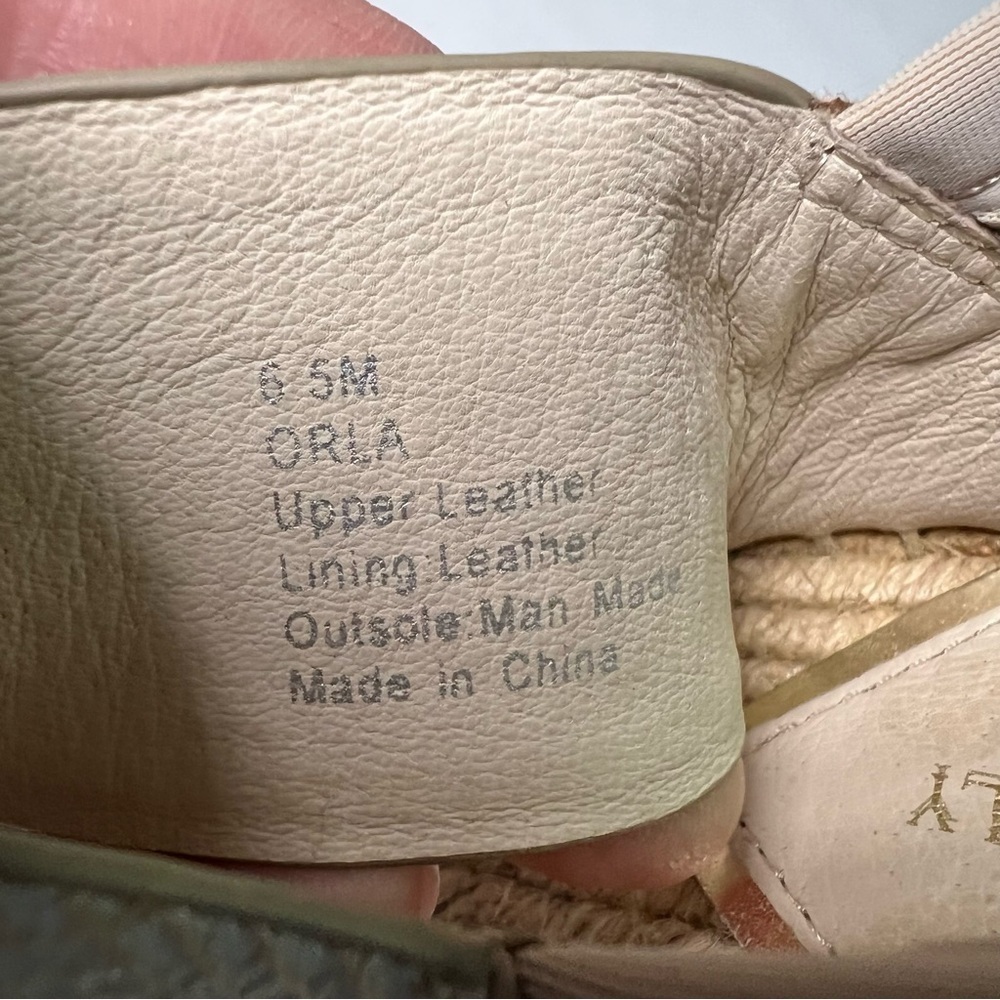 6 5M
ORLA
Upper Leather
Lining:Leather
Outsole:Man Made
Made in China